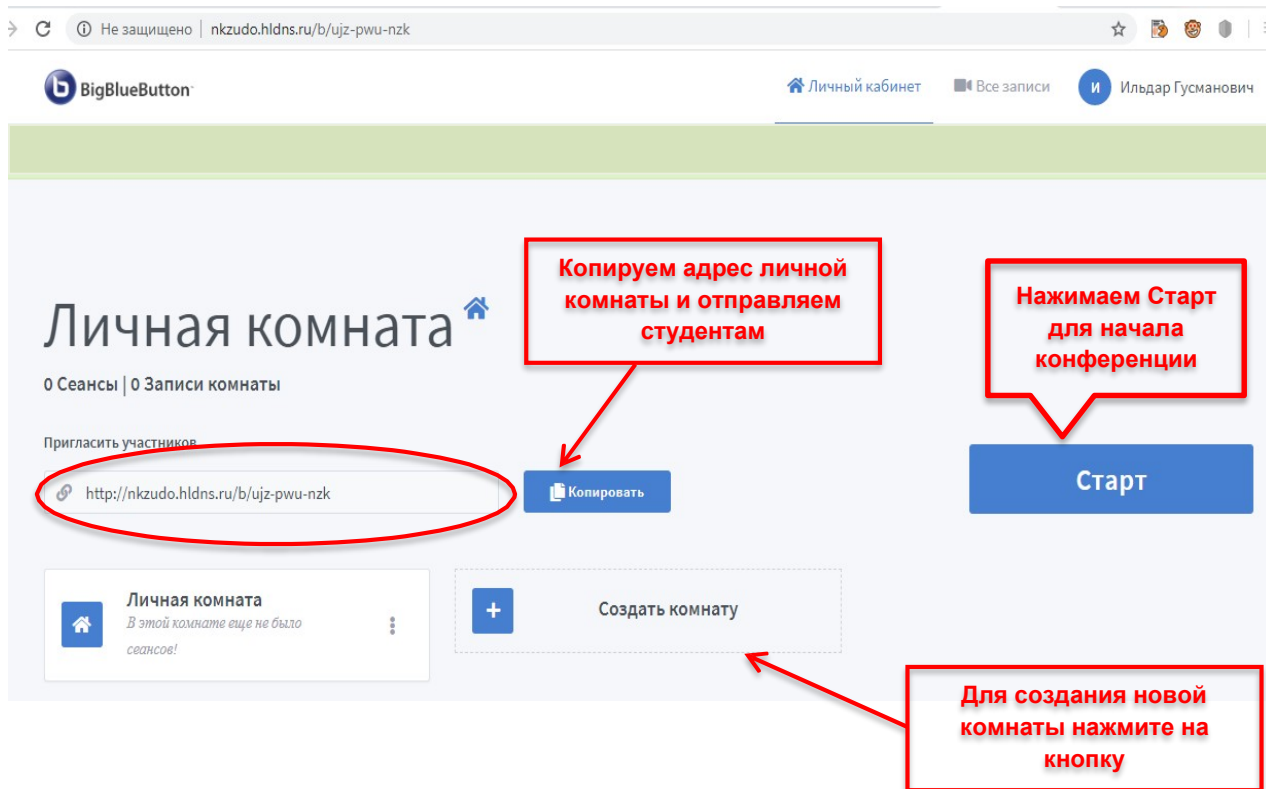 Не защищено | nkzudo.hldns.ru/b/ujz-pwu-nzk
BigBlueButton
Личный кабинет
Все записи
И
Ильдар Гусманович
Копируем адрес личной
комнаты и отправляем
студентам
Нажимаем Старт
для начала
конференции
Личная комната
0 Сеансы | 0 Записи комнаты
Пригласить участников
http://nkzudo.hldns.ru/b/ujz-pwu-nzk
Копировать
Старт
Личная комната
В этой комнате еще не было
сеансов!
Создать комнату
Для создания новой
комнаты нажмите на
кнопку